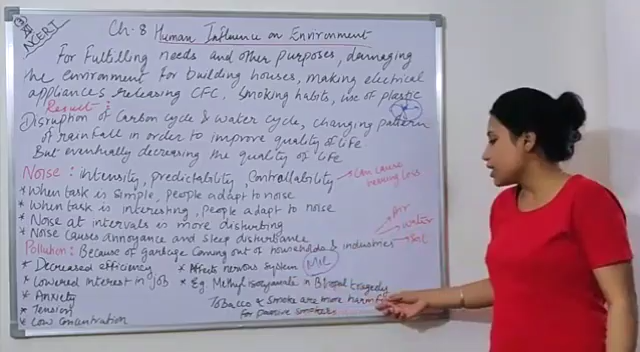 NCERT
Ch-8 Human Influence on Environment
For fulfilling needs and other purposes, damaging
the environment for building houses, making electrical
appliances releasing CFC, smoking habits, use of plastic
Result:
Disruption of Carbon cycle & water cycle, changing pattern
of rainfall in order to improve quality of life
But eventually decreasing the quality of life
Noise: intensity, predictability, controllability → Can cause hearing loss
* When task is simple, people adapt to noise
* When task is interesting, people adapt to noise
* Noise at intervals is more disturbing
* Noise causes annoyance and sleep disturbance
Pollution: Because of garbage coming out of households & industries → Air
water
Soil
* Decreased efficiency
* Lowered interest in job
* Anxiety
* Tension
* Low concentration
* Affects nervous system
MIC
* Eg. Methyl isocyanate in Bhopal tragedy
Tobacco & smoke are more
for passive smokers